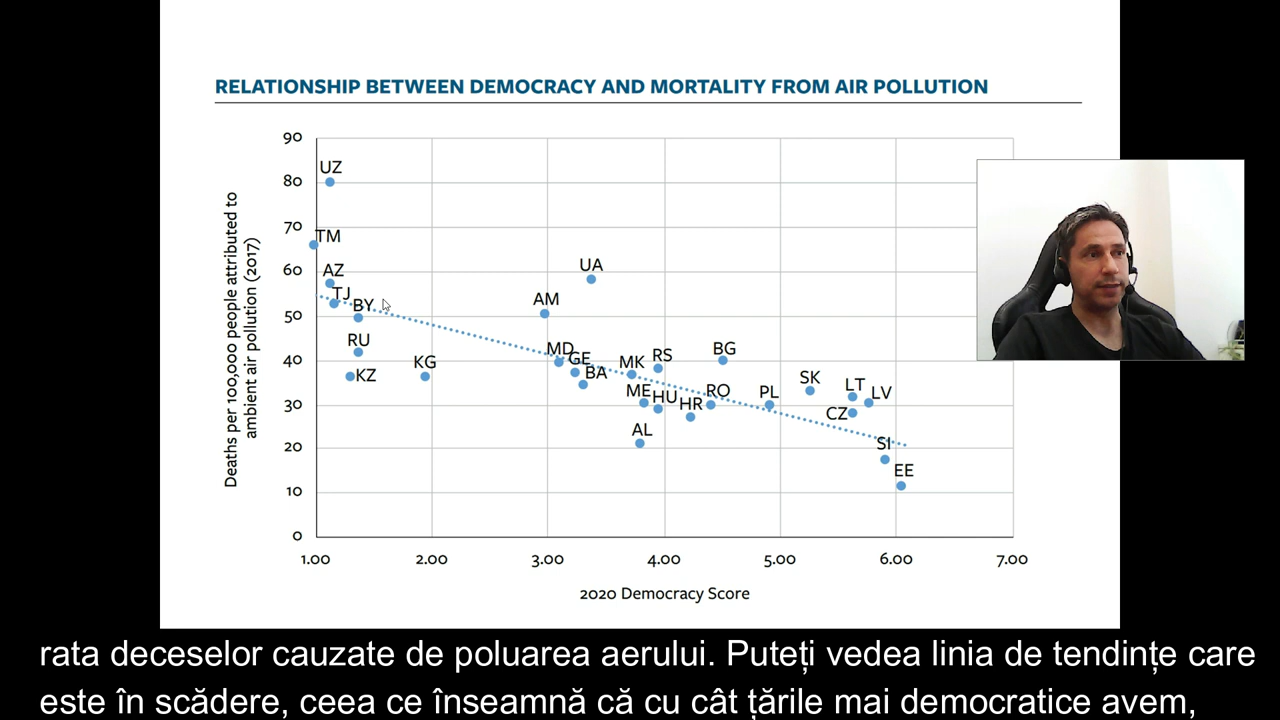 RELATIONSHIP BETWEEN DEMOCRACY AND MORTALITY FROM AIR POLLUTION
Deaths per 100,000 people attributed to
ambient air pollution (2017)
90
80
70
60
50
40
30
20
10
0
UZ
TM
AZ
TJ
BY
RU
KZ
KG
AM
UA
MD
GE
BA
MK
RS
ME
HU
HR
AL
BG
RO
PL
SK
LT
LV
CZ
SI
EE
1.00 2.00 3.00 4.00 5.00 6.00 7.00
2020 Democracy Score
rata deceselor cauzate de poluarea aerului. Puteți vedea linia de tendințe care
este în scădere, ceea ce înseamnă că cu cât țările mai democratice avem,